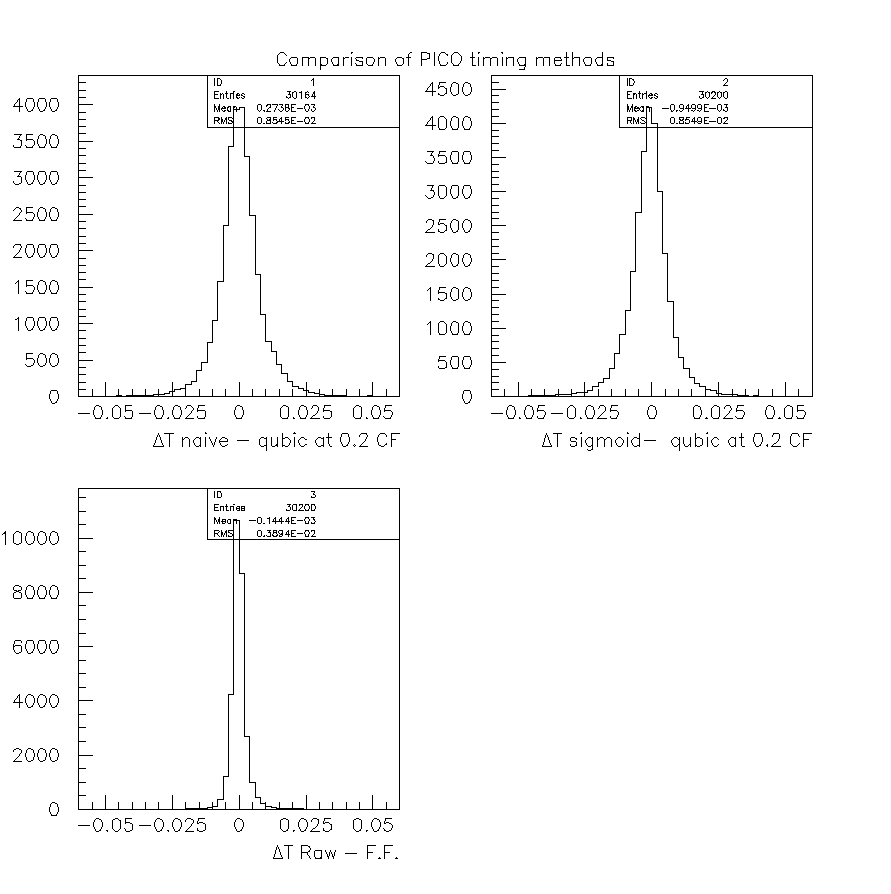 Comparison of PICO timing methods
ID 1
Entries 30164
Mean 0.2738E-03
RMS 0.8545E-02
4000
3500
3000
2500
2000
1500
1000
500
0
-0.05 -0.025 0 0.025 0.05
ΔT naive - qubic at 0.2 CF
ID 2
Entries 30200
Mean -0.9499E-03
RMS 0.8549E-02
4500
4000
3500
3000
2500
2000
1500
1000
500
0
-0.05 -0.025 0 0.025 0.05
ΔT sigmoid- qubic at 0.2 CF
ID 3
Entries 30200
Mean -0.1444E-03
RMS 0.3894E-02
10000
8000
6000
4000
2000
0
-0.05 -0.025 0 0.025 0.05
ΔT Raw - F.F.